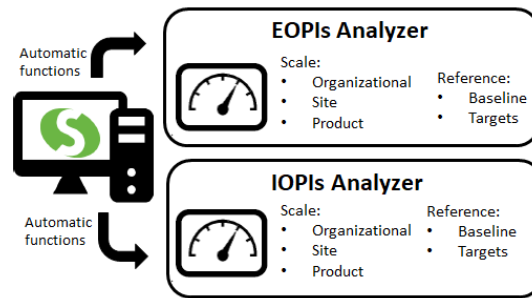 EOPIs Analyzer
Automatic
functions
Scale:
• Organizational
• Site
• Product
Reference:
• Baseline
• Targets
S
IOPIs Analyzer
Automatic
functions
Scale:
• Organizational
• Site
• Product
Reference:
• Baseline
• Targets